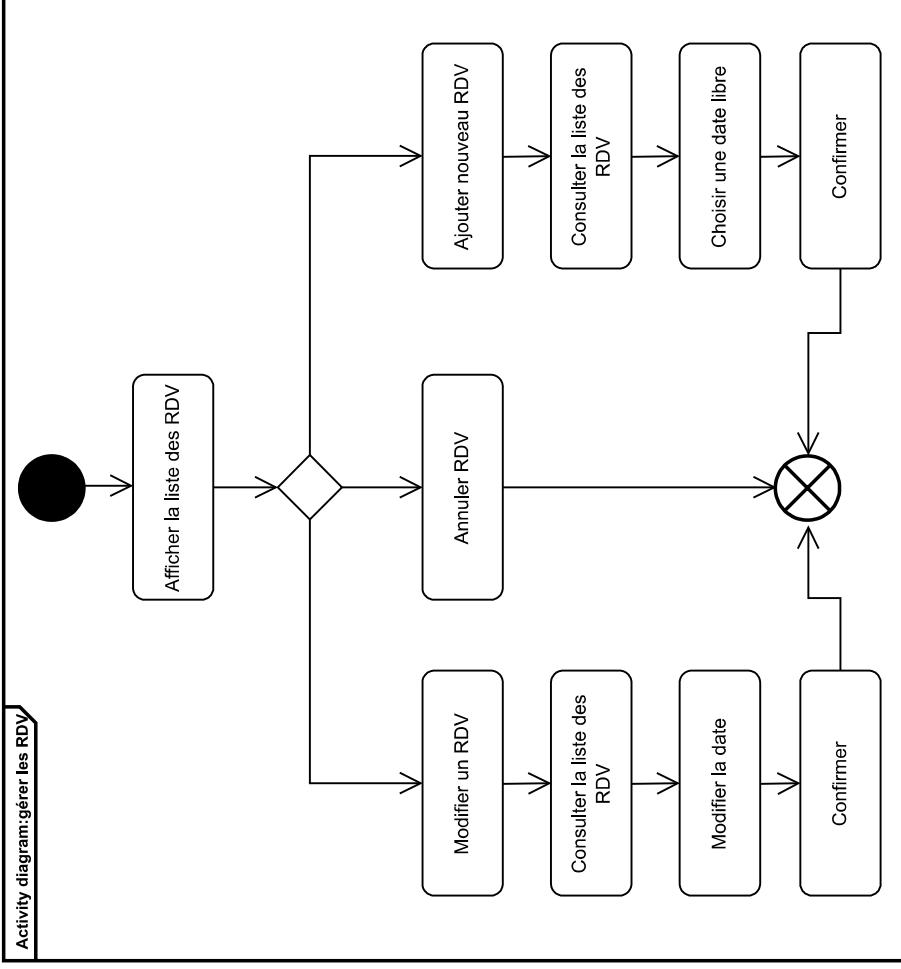 Activity diagram:gérer les RDV
Afficher la liste des RDV
Modifier un RDV
Consulter la liste des
RDV
Modifier la date
Confirmer
Annuler RDV
Ajouter nouveau RDV
Consulter la liste des
RDV
Choisir une date libre
Confirmer